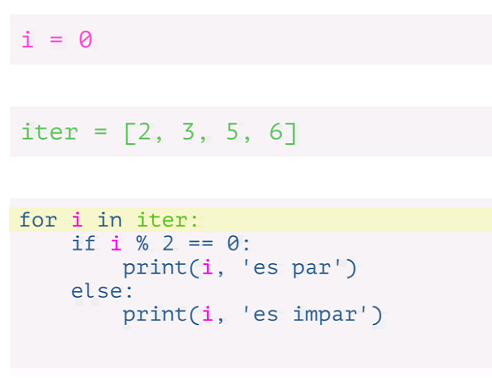 i = 0
iter = [2, 3, 5, 6]
for i in iter:
    if i % 2 == 0:
        print(i, 'es par')
    else:
        print(i, 'es impar')